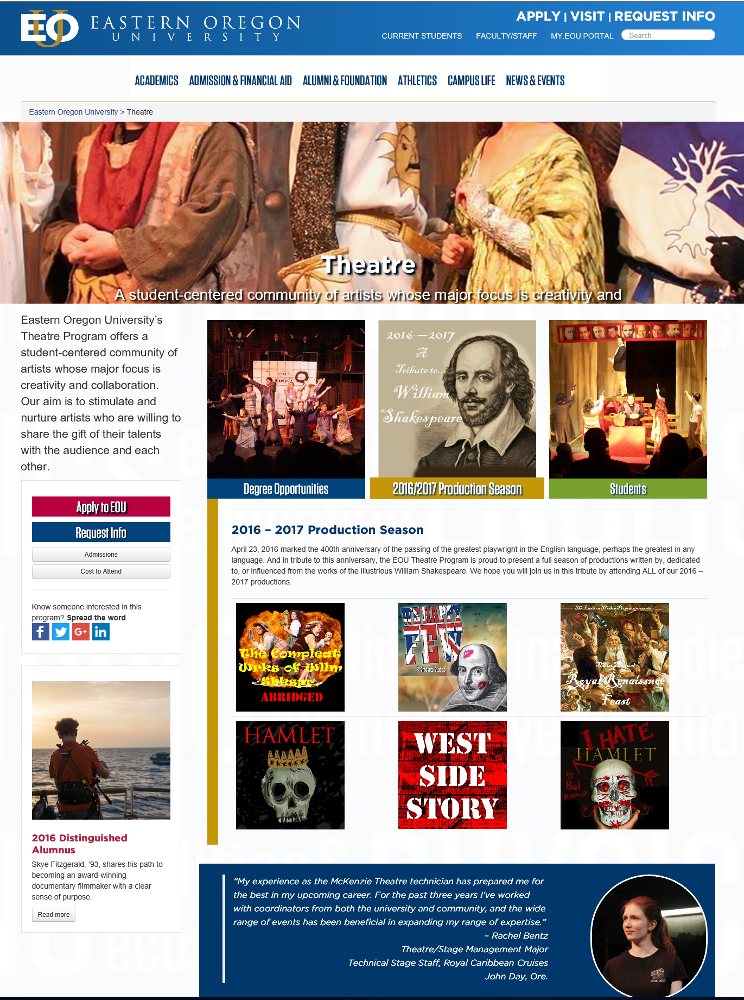 EOU EASTERN OREGON
UNIVERSITY
APPLY | VISIT | REQUEST INFO
CURRENT STUDENTS FACULTY/STAFF MY.EOU PORTAL Search
ACADEMICS ADMISSION & FINANCIAL AID ALUMNI & FOUNDATION ATHLETICS CAMPUS LIFE NEWS & EVENTS
Eastern Oregon University > Theatre
Theatre
A student-centered community of artists whose major focus is creativity and
Eastern Oregon University's
Theatre Program offers a
student-centered community of
artists whose major focus is
creativity and collaboration.
Our aim is to stimulate and
nurture artists who are willing to
share the gift of their talents
with the audience and each
other.
Apply to EOU
Request Info
Admissions
Cost to Attend
Know someone interested in this
program? Spread the word.
2016 Distinguished
Alumnus
Skye Fitzgerald, '93, shares his path to
becoming an award-winning
documentary filmmaker with a clear
sense of purpose.
Read more
PUBLIC
AMENITY
Degree Opportunities
2016—2017
A
Tribute to...
William
Shakespeare
2016/2017 Production Season
Students
2016 – 2017 Production Season
April 23, 2016 marked the 400th anniversary of the passing of the greatest playwright in the English language, perhaps the greatest in any
language. And in tribute to this anniversary, the EOU Theatre Program is proud to present a full season of productions written by, dedicated
to, or influenced from the works of the illustrious William Shakespeare. We hope you will join us in this tribute by attending ALL of our 2016 –
2017 productions.
The Compleat
Wrks of Wllm
Shkspr,
ABRIDGED
WE HAPPY
FEW
Imogen Stubbs
The Eastern Theatre Program presents...
The 1st Annual
Royal Renaissnce
Feast
HAMLET
WEST
SIDE
STORY
I HATE
HAMLET
by
Paul
Rudnick
“My experience as the McKenzie Theatre technician has prepared me for
the best in my upcoming career. For the past three years I've worked
with coordinators from both the university and community, and the wide
range of events has been beneficial in expanding my range of expertise.”
– Rachel Bentz
Theatre/Stage Management Major
Technical Stage Staff, Royal Caribbean Cruises
John Day, Ore.
ETC